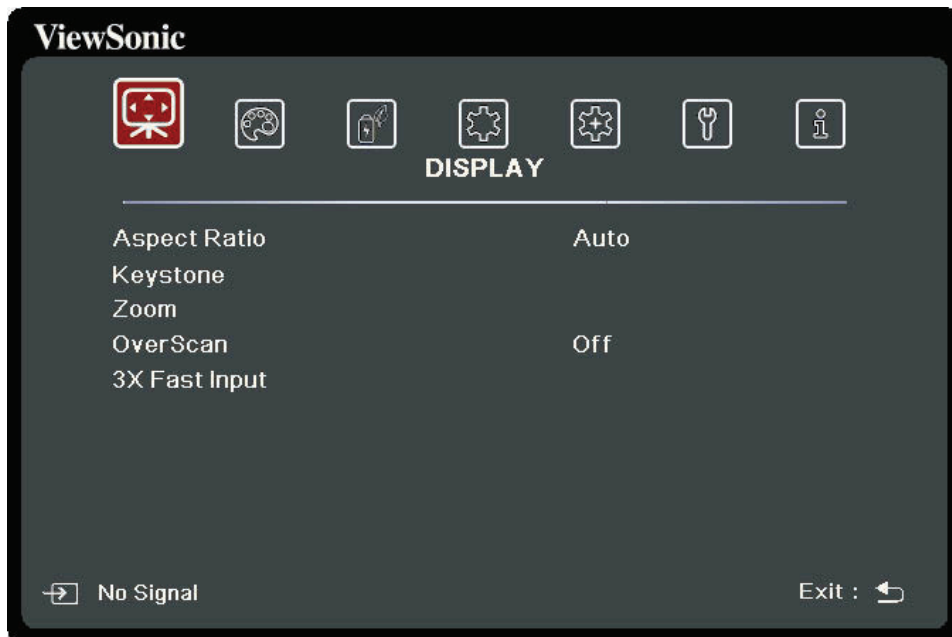 ViewSonic
DISPLAY
Aspect Ratio Auto
Keystone
Zoom
OverScan Off
3X Fast Input
No Signal Exit :